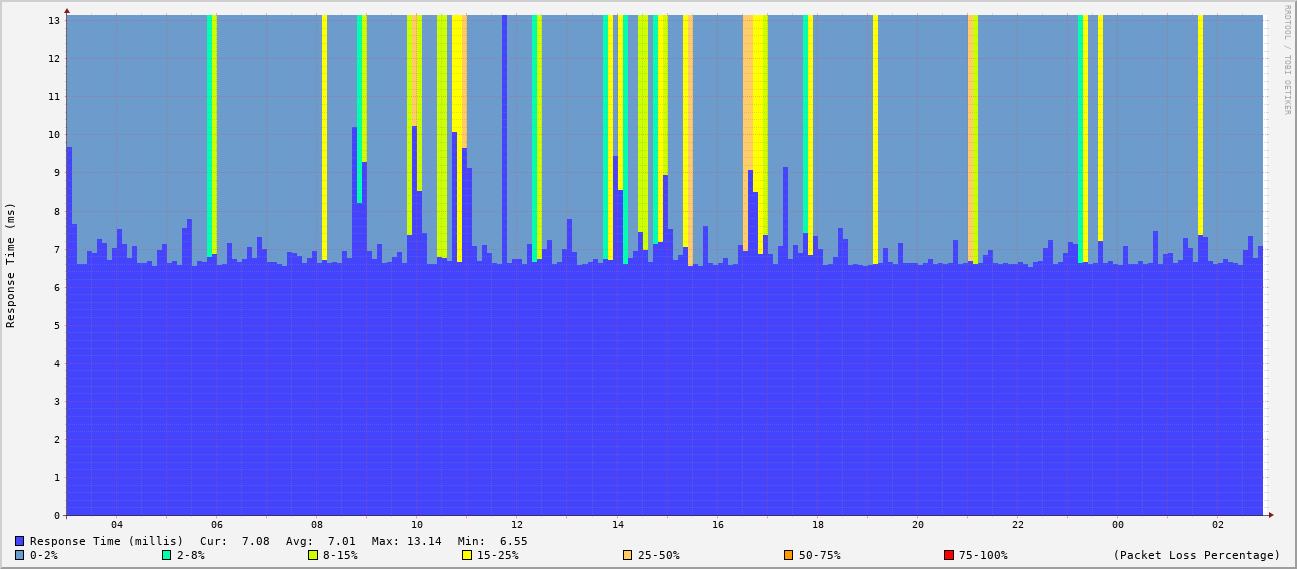 RRDTOOL / TOBI OETIKER
Response Time (ms)
13
12
11
10
9
8
7
6
5
4
3
2
1
0
04 06 08 10 12 14 16 18 20 22 00 02
Response Time (millis) Cur: 7.08 Avg: 7.01 Max: 13.14 Min: 6.55
0-2% 2-8% 8-15% 15-25% 25-50% 50-75% 75-100% (Packet Loss Percentage)